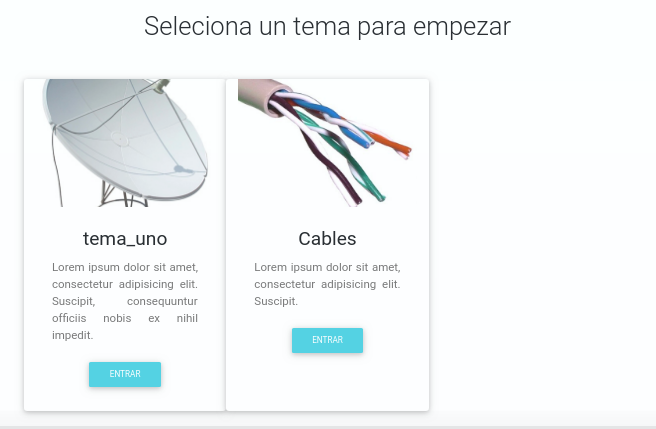 Seleciona un tema para empezar
tema_uno
Lorem ipsum dolor sit amet,
consectetur adipisicing elit.
Suscipit, consequuntur
officiis nobis ex nihil
impedit.
ENTRAR
Cables
Lorem ipsum dolor sit amet,
consectetur adipisicing elit.
Suscipit.
ENTRAR